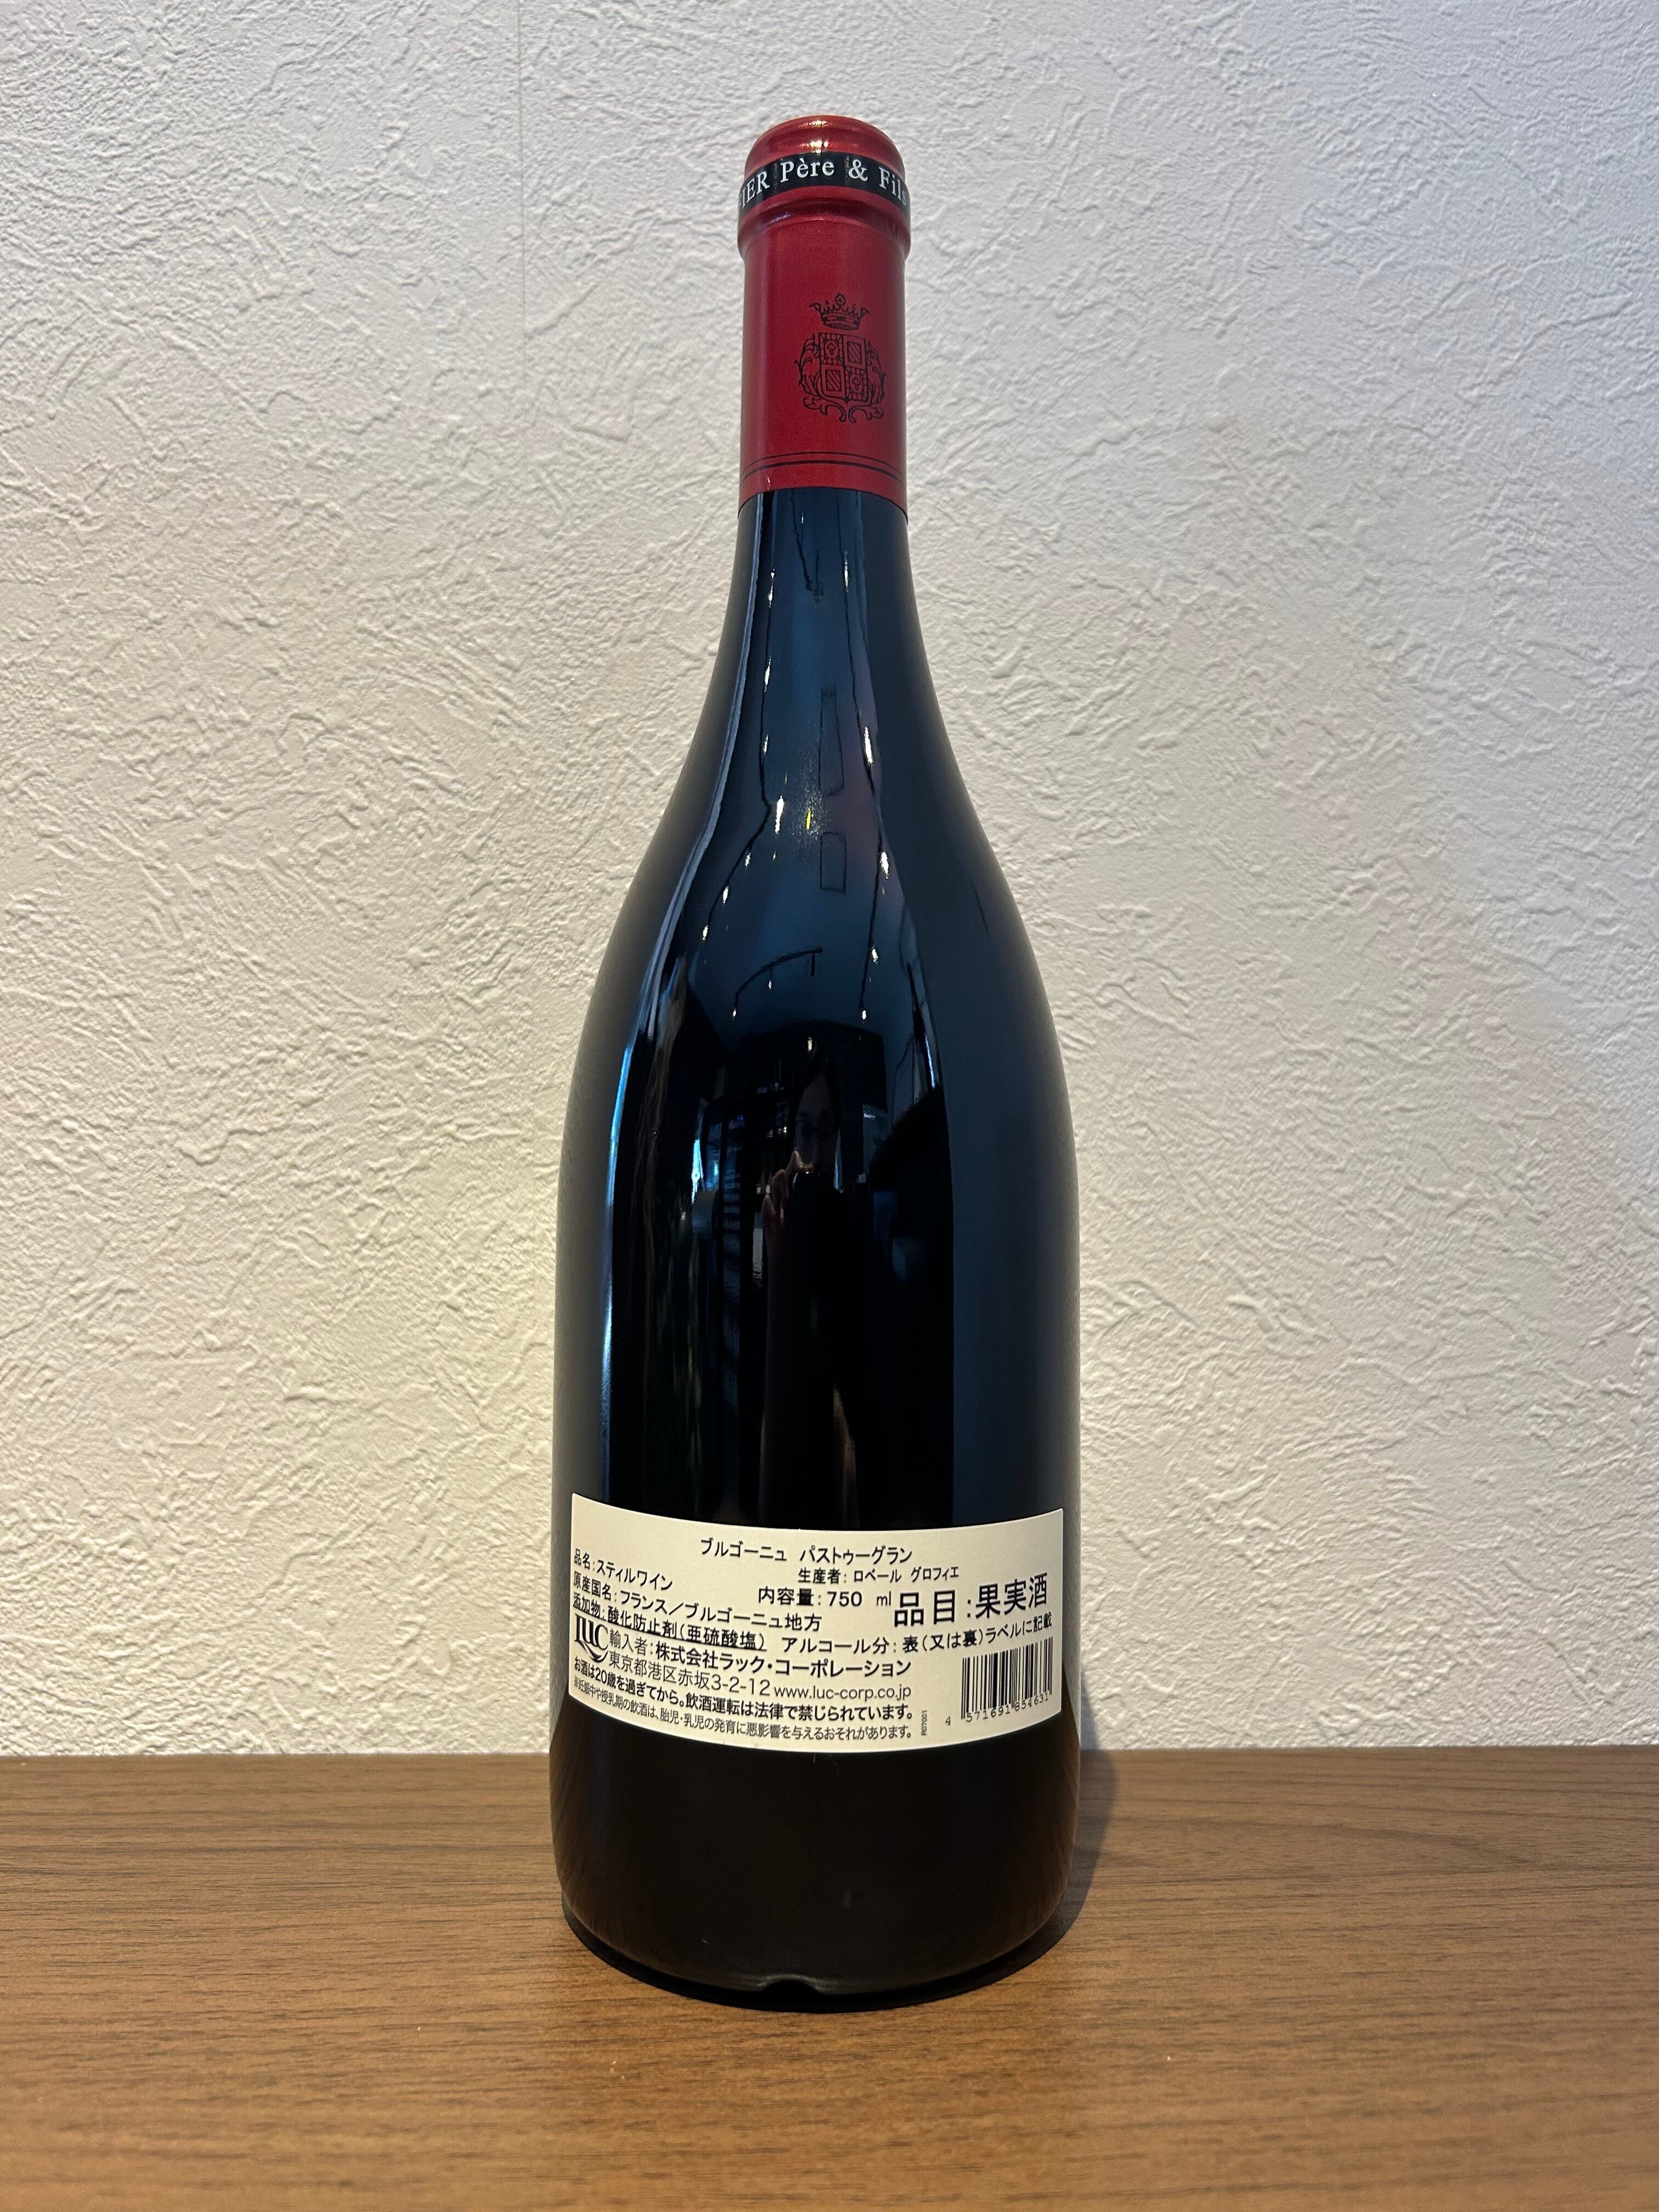 Père & Fils
ブルゴーニュ パストゥーグラン
品名:スティルワイン
生産者:ロベール グロフィエ
原産国名:フランス/ブルゴーニュ地方
内容量:750 ml
品目:果実酒
添加物:酸化防止剤(亜硫酸塩)
アルコール分:表(又は裏)ラベルに記載
LUC
輸入者:株式会社ラック・コーポレーション
東京都港区赤坂3-2-12 www.luc-corp.co.jp
お酒は20歳を過ぎてから。飲酒運転は法律で禁じられています。
妊娠中や授乳期の飲酒は、胎児・乳児の発育に悪影響を与えるおそれがあります。
4 571691 854631